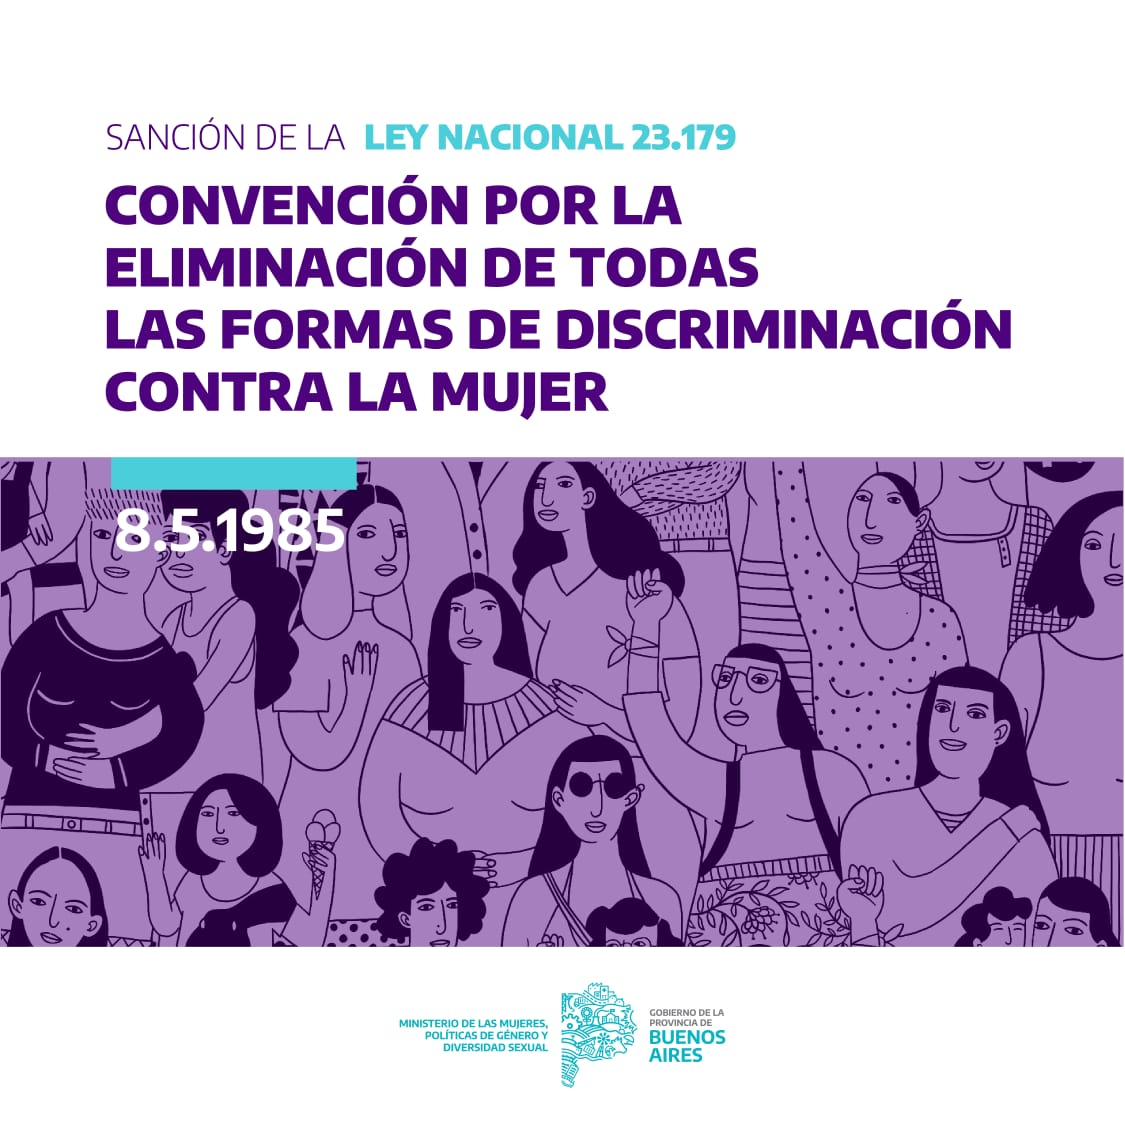 SANCIÓN DE LA LEY NACIONAL 23.179
CONVENCIÓN POR LA
ELIMINACIÓN DE TODAS
LAS FORMAS DE DISCRIMINACIÓN
CONTRA LA MUJER
8.5.1985
MINISTERIO DE LAS MUJERES,
POLÍTICAS DE GÉNERO Y
DIVERSIDAD SEXUAL
GOBIERNO DE LA
PROVINCIA DE
BUENOS
AIRES